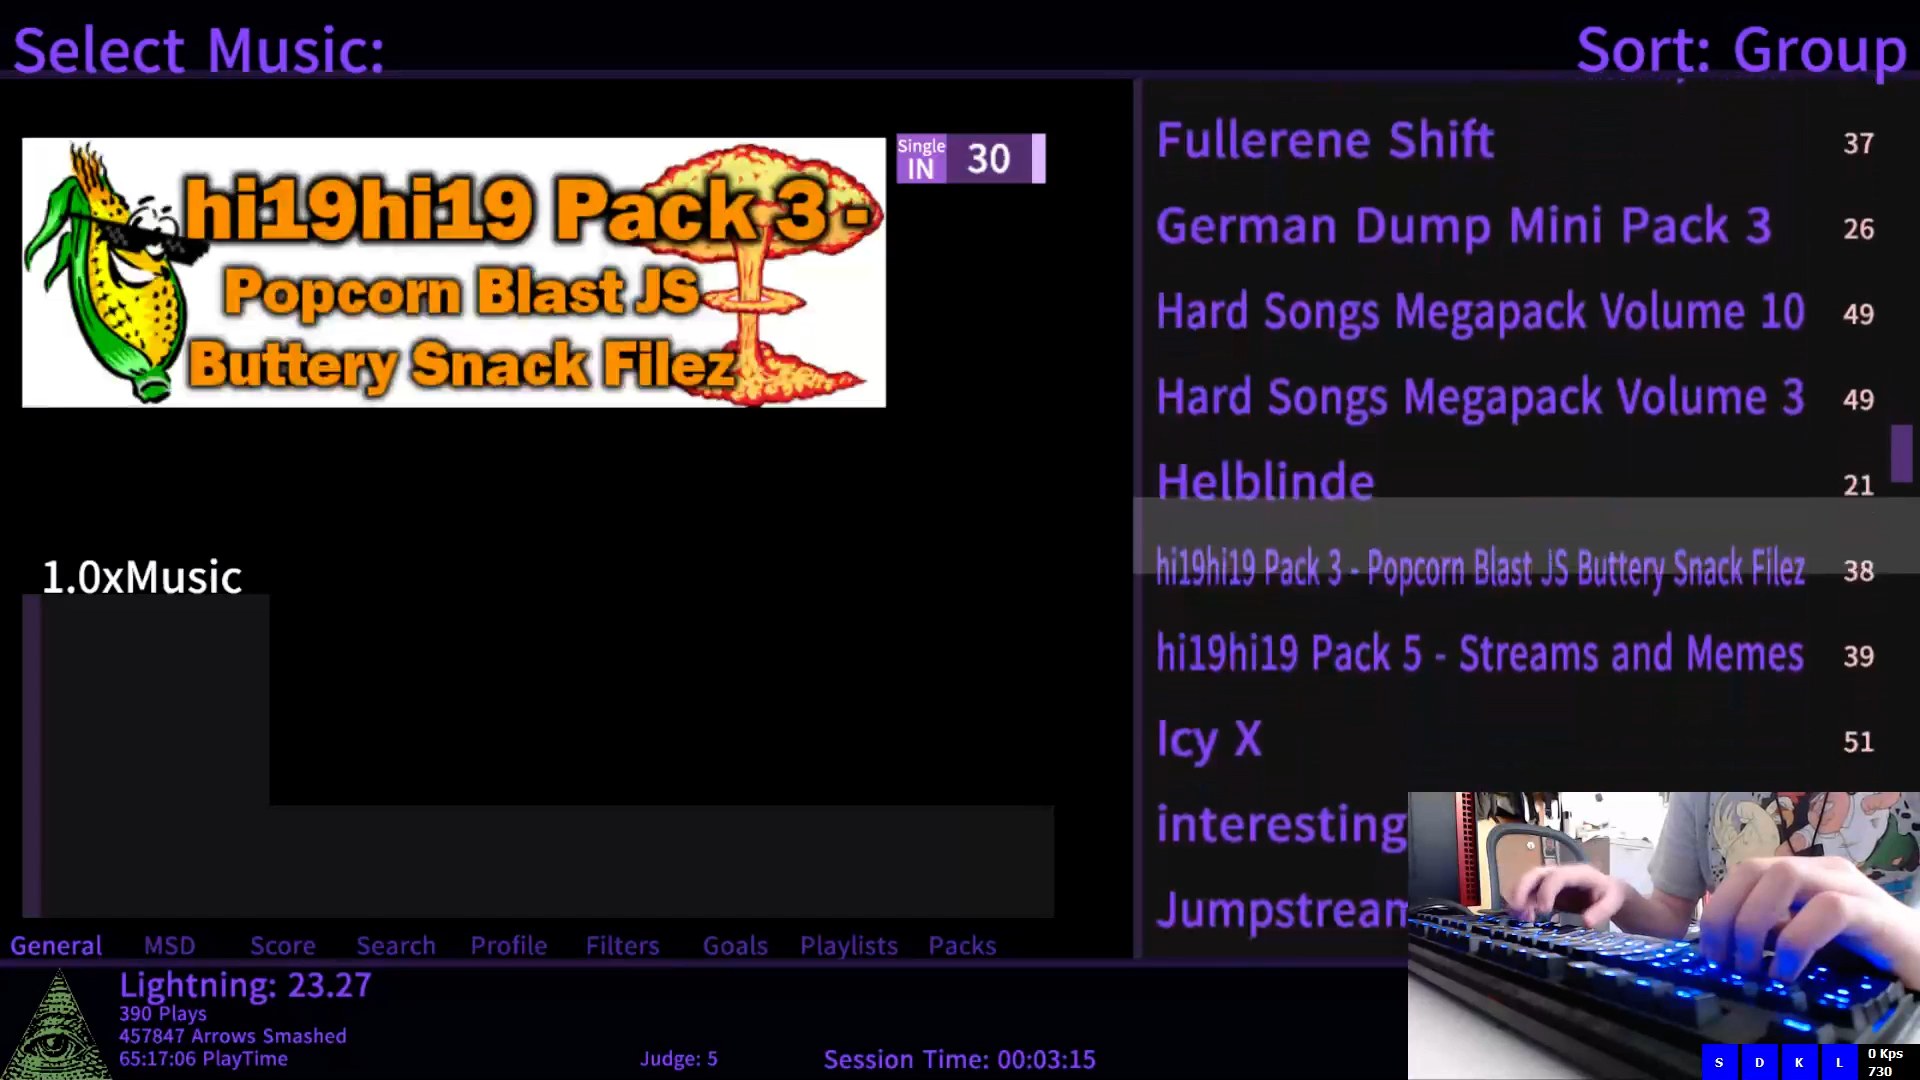 Select Music:
Sort: Group
hi19hi19 Pack 3 -
Popcorn Blast JS
Buttery Snack Filez
Single
IN
30
Fullerene Shift 37
German Dump Mini Pack 3 26
Hard Songs Megapack Volume 10 49
Hard Songs Megapack Volume 3 49
Helblinde 21
hi19hi19 Pack 3 - Popcorn Blast JS Buttery Snack Filez 38
hi19hi19 Pack 5 - Streams and Memes 39
Icy X 51
interesting
Jumpstream
1.0xMusic
General MSD Score Search Profile Filters Goals Playlists Packs
Lightning: 23.27
390 Plays
457847 Arrows Smashed
65:17:06 PlayTime
Judge: 5
Session Time: 00:03:15
S D K L
0 Kps
730